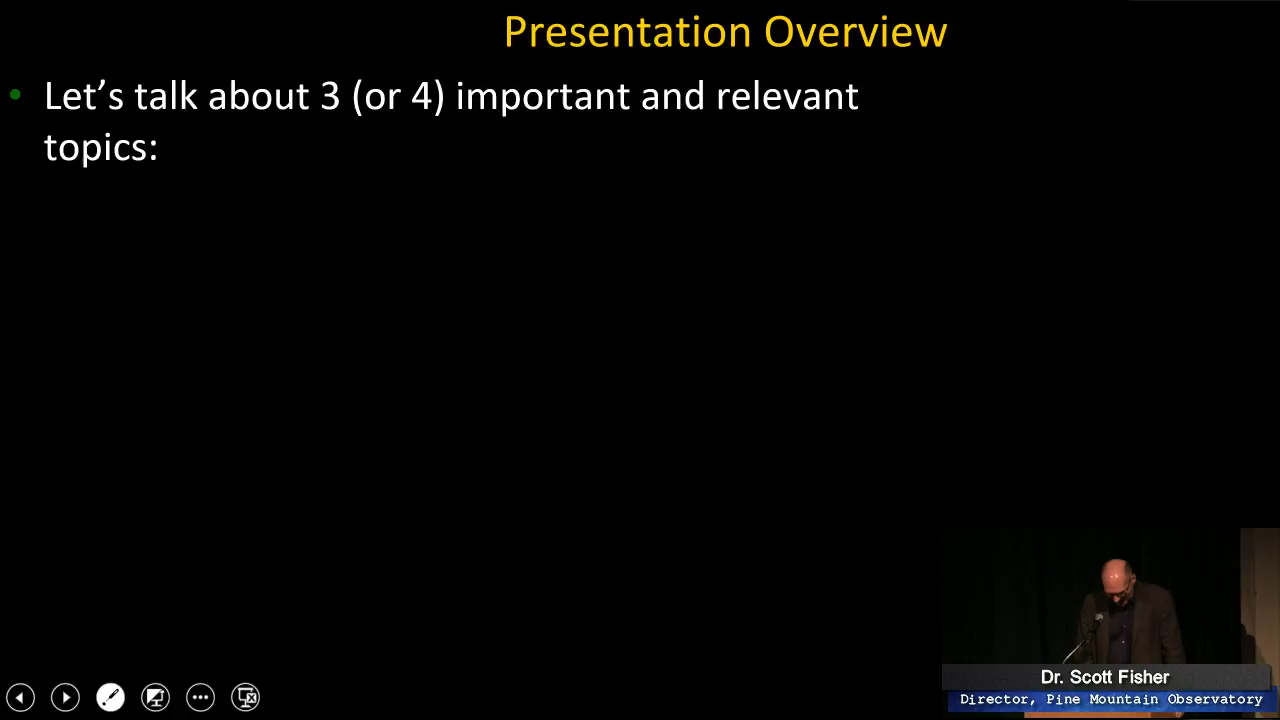 Presentation Overview
• Let’s talk about 3 (or 4) important and relevant
topics:
Dr. Scott Fisher
Director, Pine Mountain Observatory